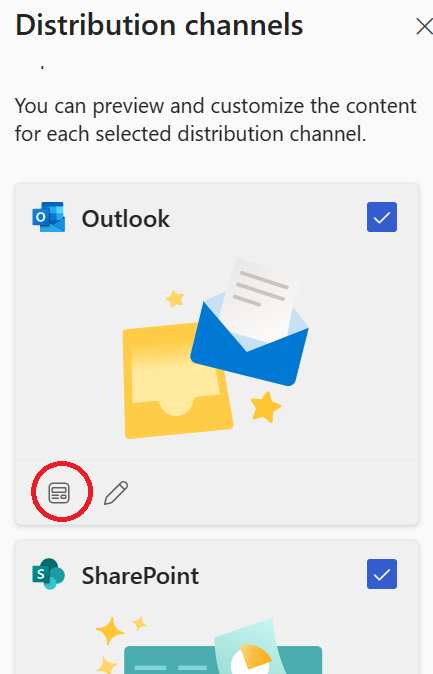 Distribution channels
.
You can preview and customize the content
for each selected distribution channel.
Outlook
SharePoint